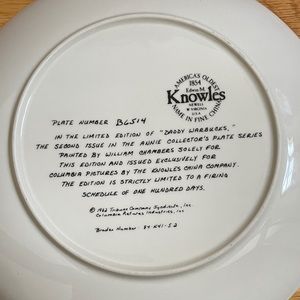 AMERICA'S OLDEST
1854
Edwin M.
Knowles
NEWELL
W. VIRGINIA
U.S.A.
NAME IN FINE CHINA
PLATE NUMBER BG514
IN THE LIMITED EDITION OF "DADDY WARBUCKS,"
THE SECOND ISSUE IN THE ANNIE COLLECTOR'S PLATE SERIES
PAINTED BY WILLIAM CHAMBERS SOLELY FOR
THIS EDITION AND ISSUED EXCLUSIVELY FOR
COLUMBIA PICTURES BY THE KNOWLES CHINA COMPANY.
THE EDITION IS STRICTLY LIMITED TO A FIRING
SCHEDULE OF ONE HUNDRED DAYS.
© 1982 Tribune Company Syndicate, Inc
Columbia Pictures Industries, Inc
Bradex Number 84-K41-5.2